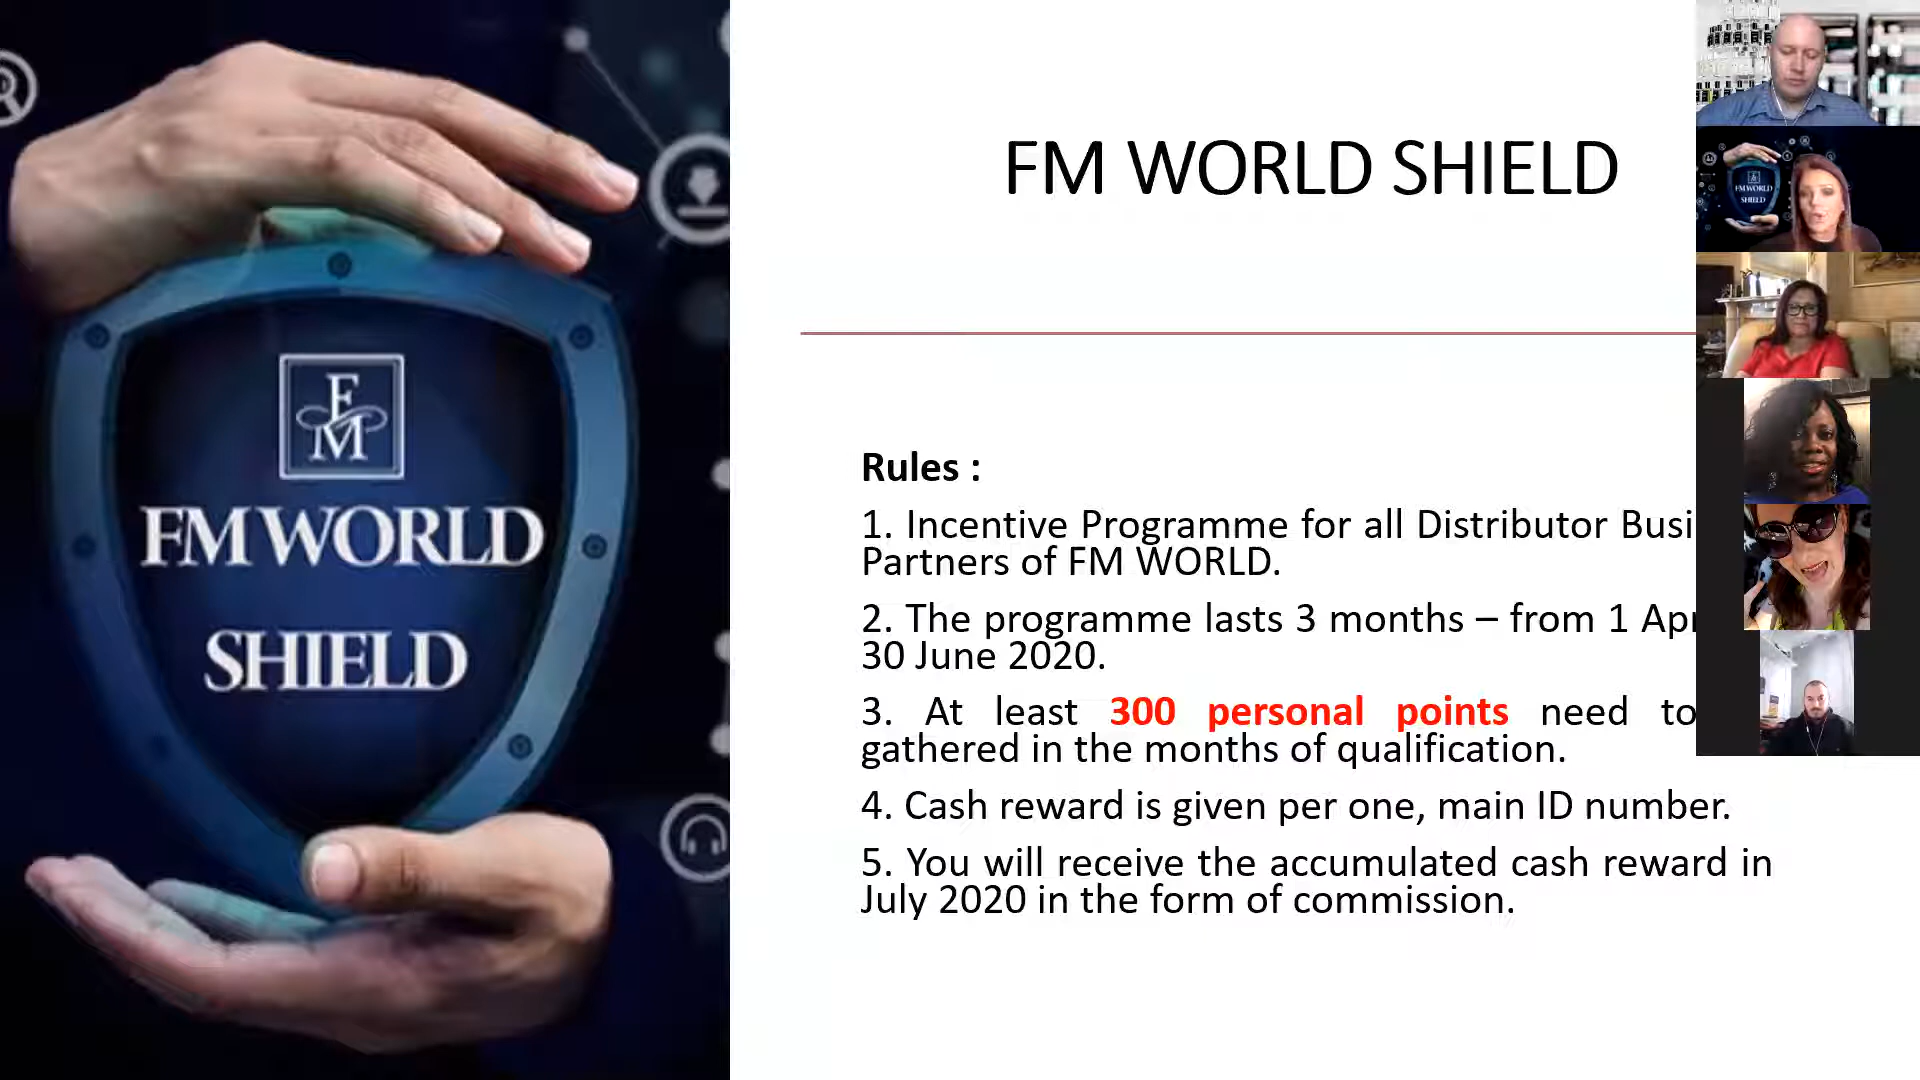 FM WORLD SHIELD
Rules :
1. Incentive Programme for all Distributor
Partners of FM WORLD.
2. The programme lasts 3 months – from 1
30 June 2020.
3. At least 300 personal points need to
gathered in the months of qualification.
4. Cash reward is given per one, main ID number.
5. You will receive the accumulated cash reward in
July 2020 in the form of commission.
FM
FM WORLD
SHIELD
FM WORLD
SHIELD